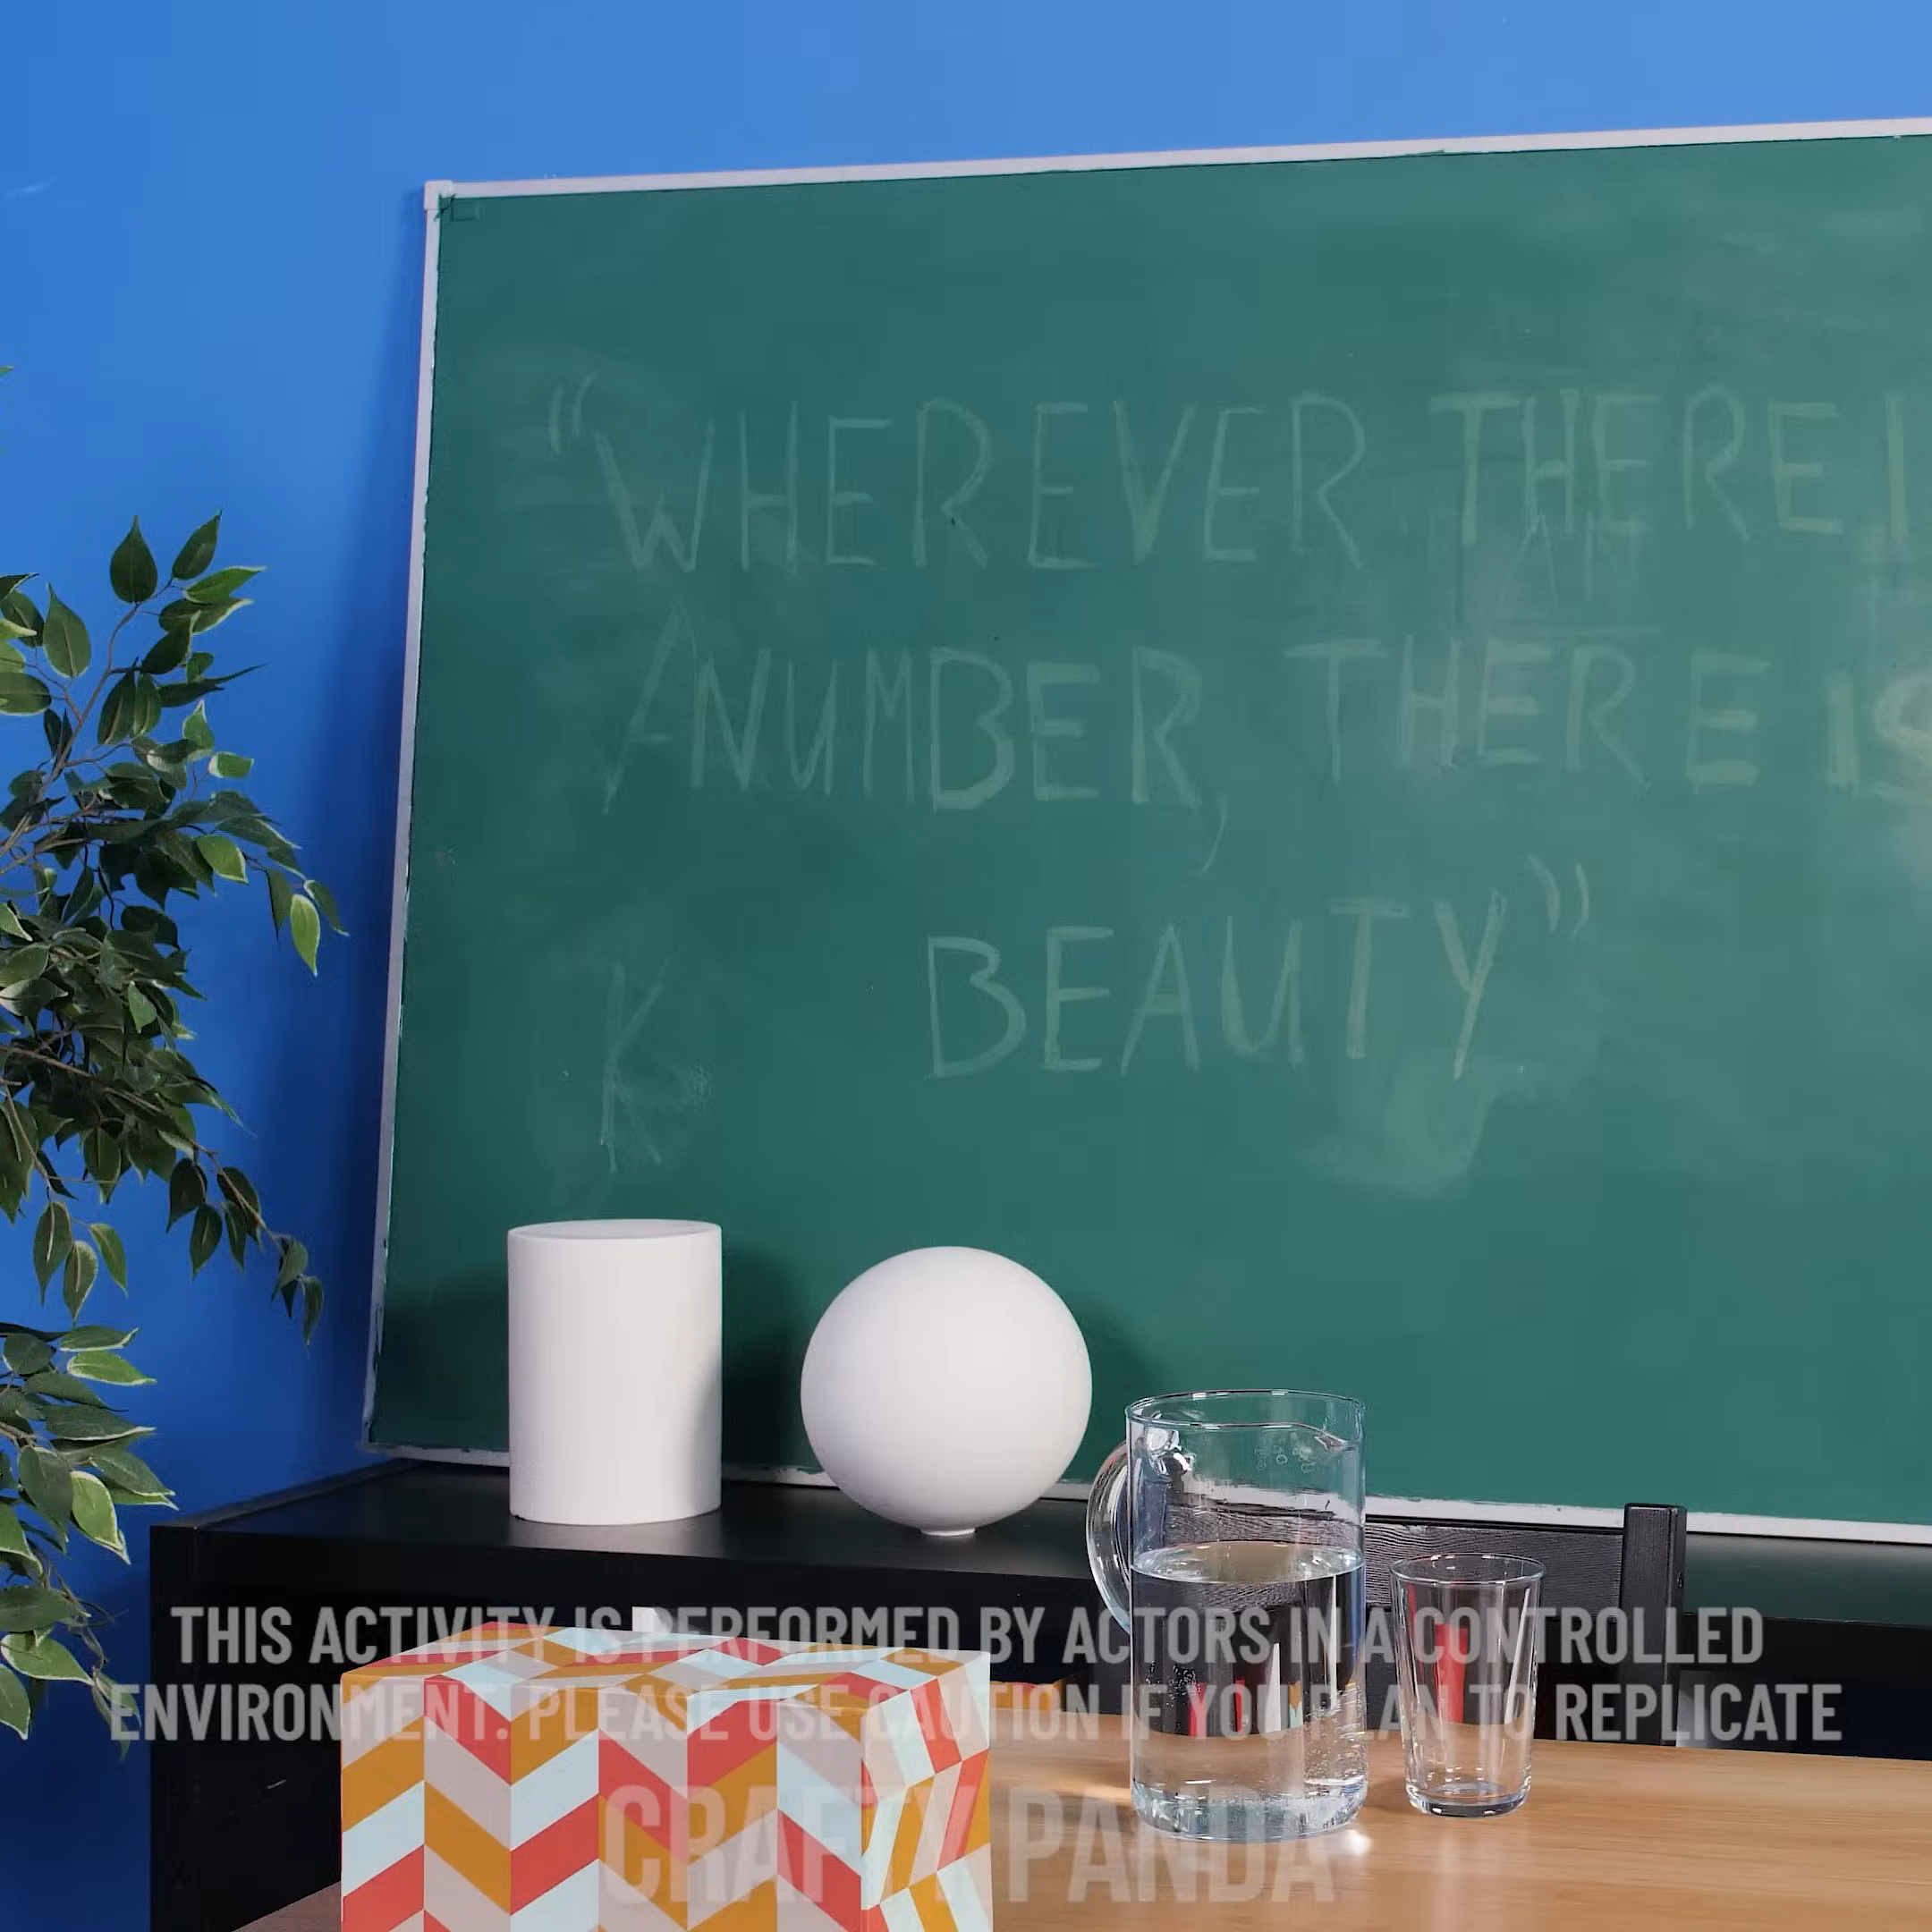 "WHEREVER THERE I
A NUMBER, THERE IS
BEAUTY"
K
THIS ACTIVITY IS PERFORMED BY ACTORS IN A CONTROLLED
ENVIRONMENT. PLEASE USE CAUTION IF YOU PLAN TO REPLICATE
CRAFTY PANDA